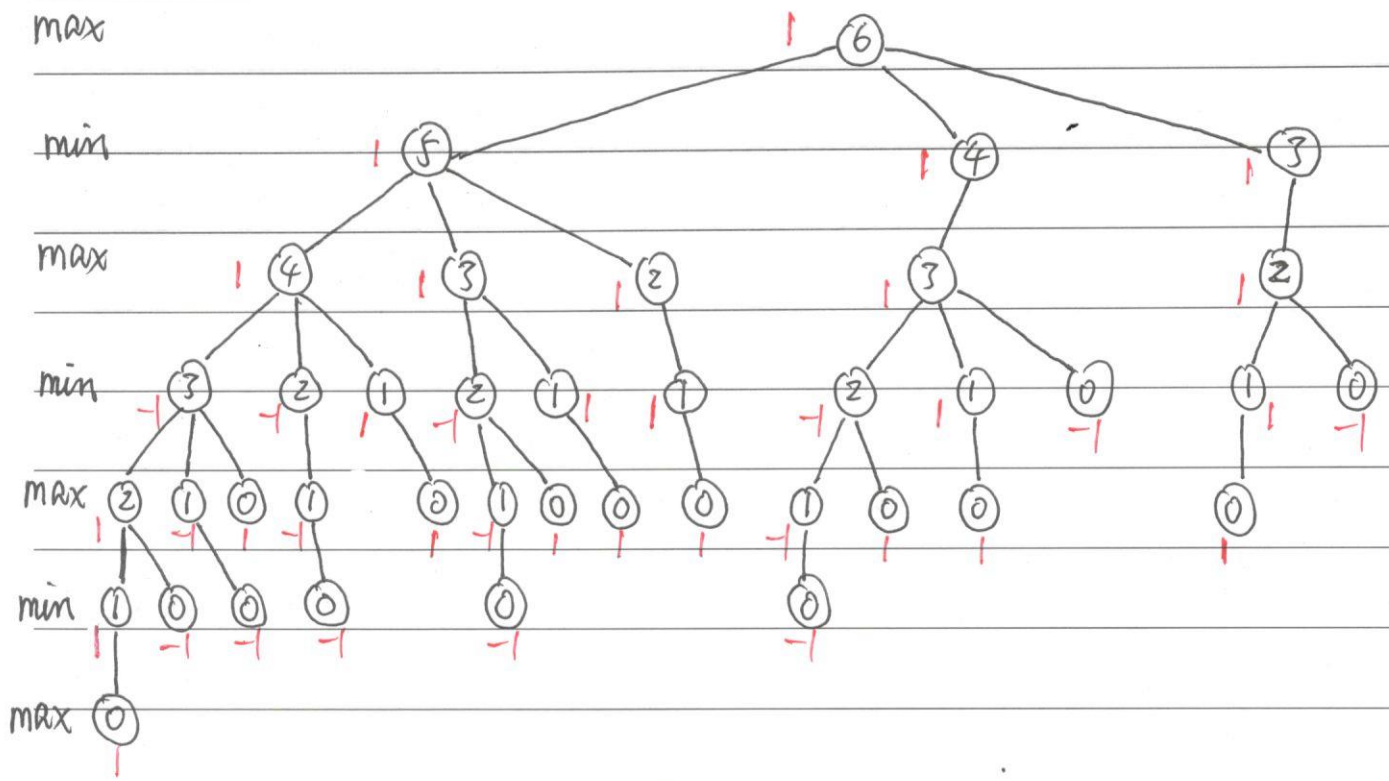 max 1 6
min 1 5 1 4 1 3
max 1 4 1 3 1 2 1 3 1 2
min 3 2 1 2 1 1 2 1 0 1 0
-1 -1 1 -1 1 1 -1 1 -1 1 -1
max 2 1 0 1 0 1 0 0 0 1 0 0 0
1 -1 1 -1 1 -1 1 1 1 -1 1 1 1
min 1 0 0 0 0 0
1 -1 -1 -1 -1 -1
max 0
1